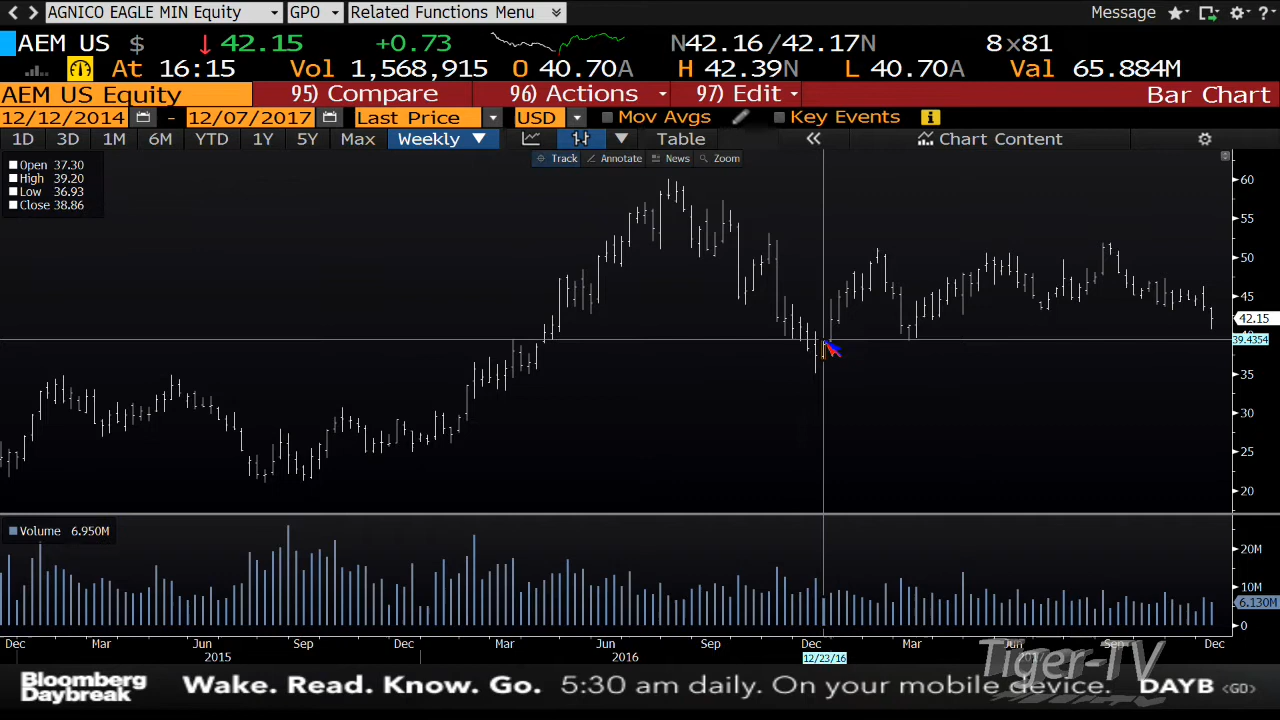 AGNICO EAGLE MIN Equity GPO Related Functions Menu Message ?
AEM US $ ↓ 42.15 +0.73 N42.16/42.17N 8x81
At 16:15 Vol 1,568,915 O 40.70A H 42.39N L 40.70A Val 65.884M
AEM US Equity 95) Compare 96) Actions 97) Edit Bar Chart
12/12/2014 - 12/07/2017 Last Price USD Mov Avgs Key Events
1D 3D 1M 6M YTD 1Y 5Y Max Weekly ▼ Table « Chart Content
Track Annotate News Zoom
Open 37.30
High 39.20
Low 36.93
Close 38.86
60
55
50
45
42.15
39.4354
35
30
25
20
Volume 6.950M
20M
10M
6.130M
0
Dec Mar Jun Sep Dec Mar Jun Sep Dec Mar Jun Sep Dec
2015 2016 12/23/16
Tiger-TV
Bloomberg
Daybreak
Wake. Read. Know. Go. 5:30 am daily. On your mobile device. DAYB <GO>